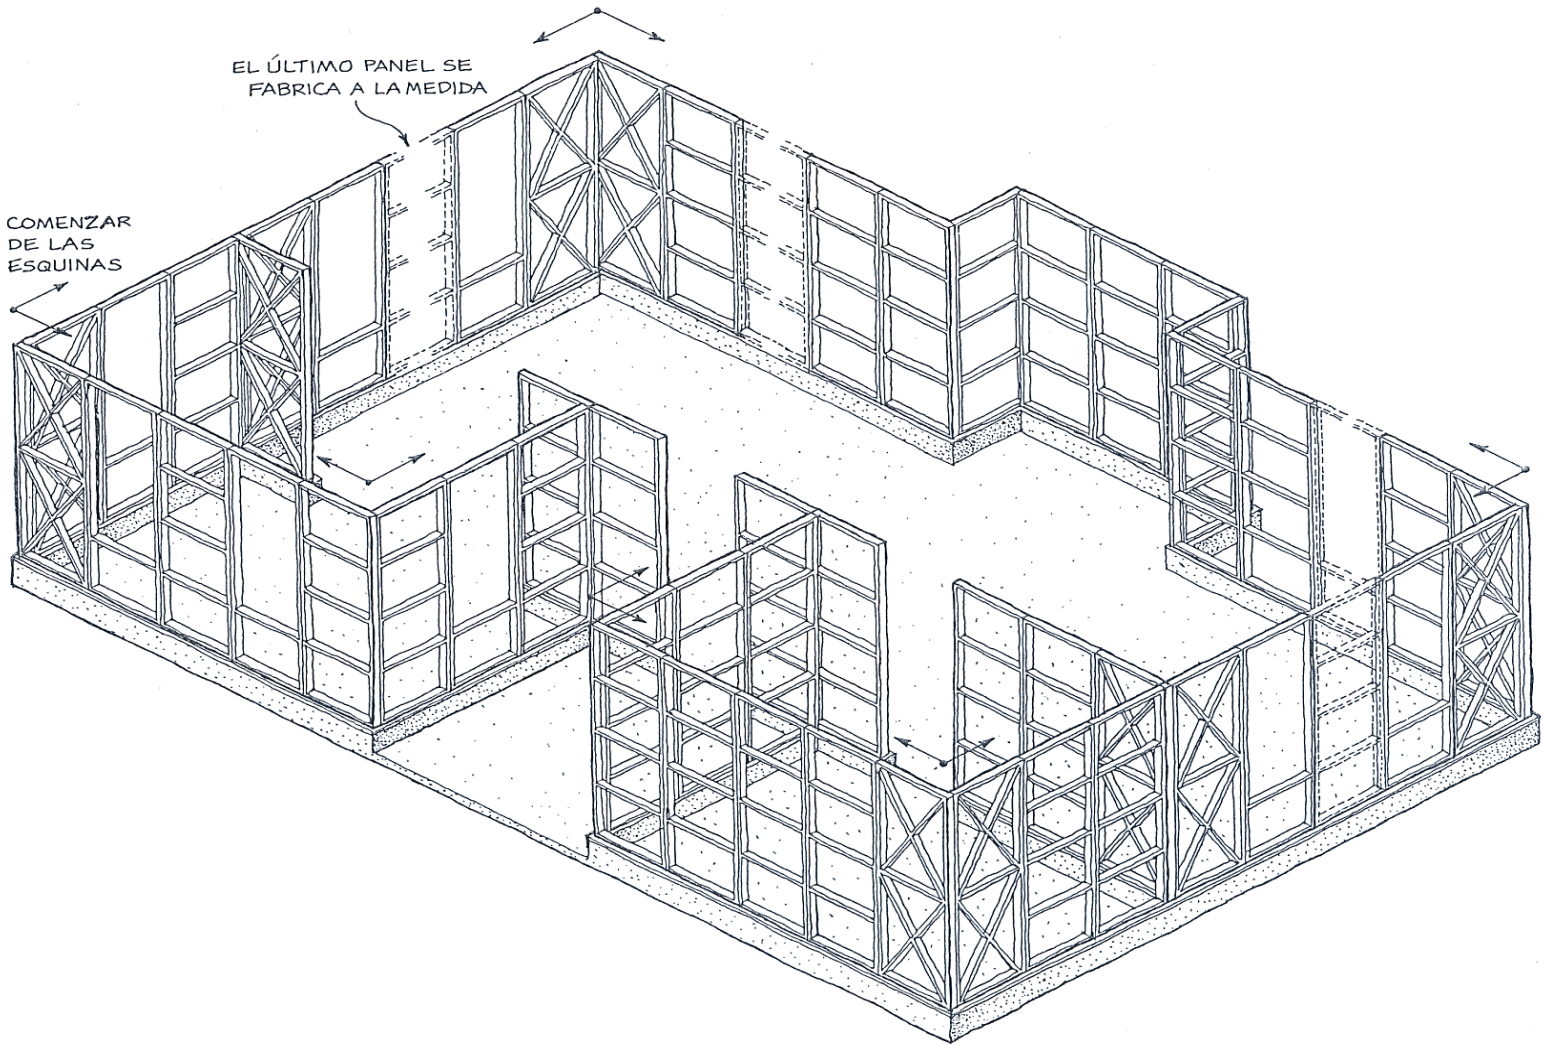 EL ÚLTIMO PANEL SE
FABRICA A LA MEDIDA
COMENZAR
DE LAS
ESQUINAS